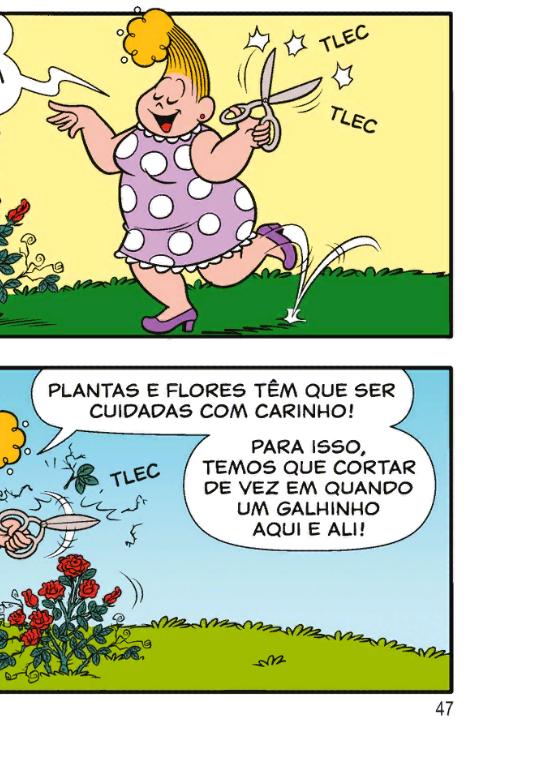 TLEC
TLEC
PLANTAS E FLORES TÊM QUE SER
CUIDADAS COM CARINHO!
PARA ISSO,
TEMOS QUE CORTAR
DE VEZ EM QUANDO
UM GALHINHO
AQUI E ALI!
TLEC
47